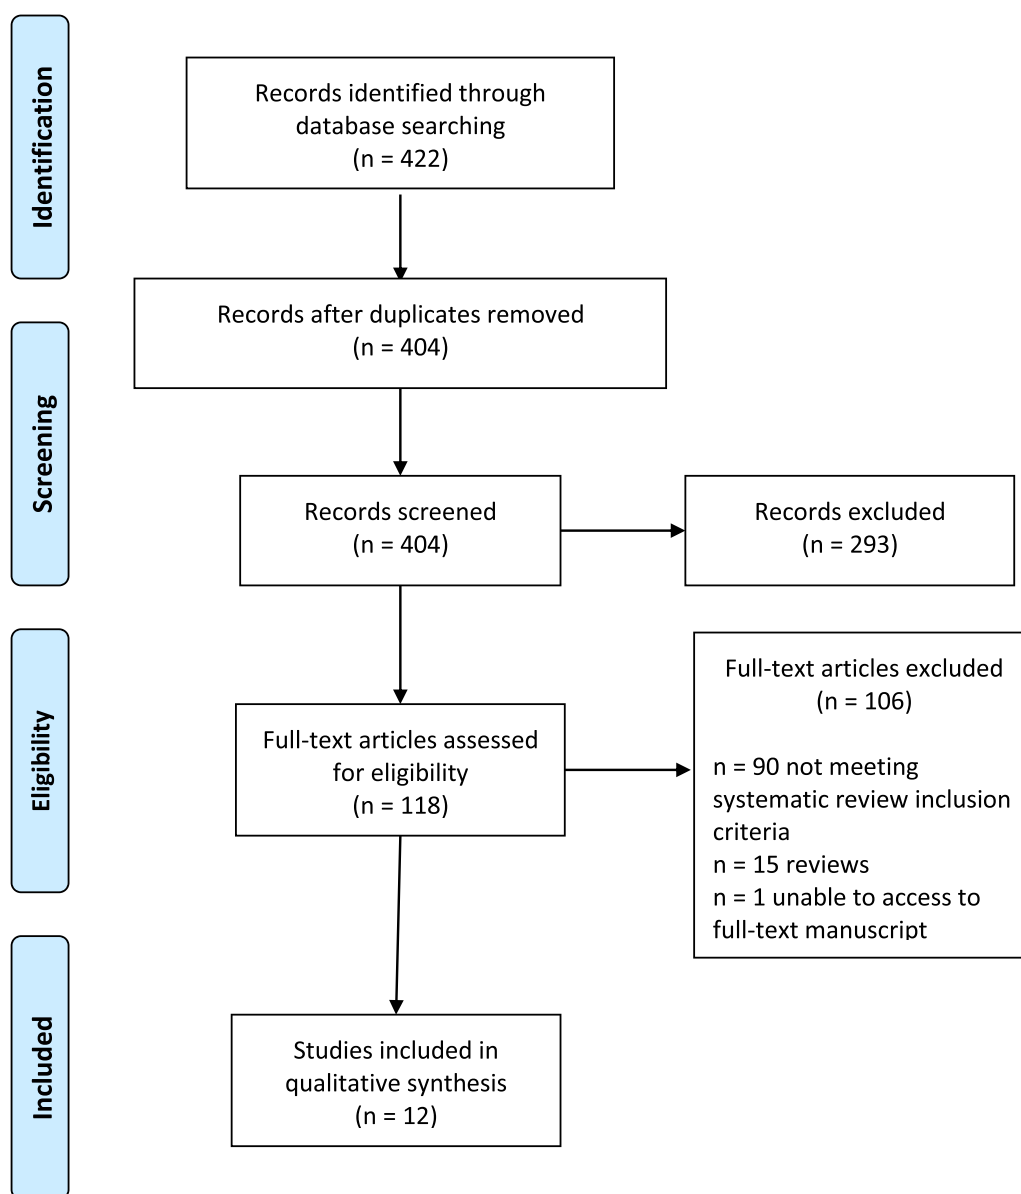 Identification
Records identified through
database searching
(n = 422)
Records after duplicates removed
(n = 404)
Screening
Records screened
(n = 404)
Records excluded
(n = 293)
Eligibility
Full-text articles assessed
for eligibility
(n = 118)
Full-text articles excluded
(n = 106)
n = 90 not meeting
systematic review inclusion
criteria
n = 15 reviews
n = 1 unable to access to
full-text manuscript
Included
Studies included in
qualitative synthesis
(n = 12)